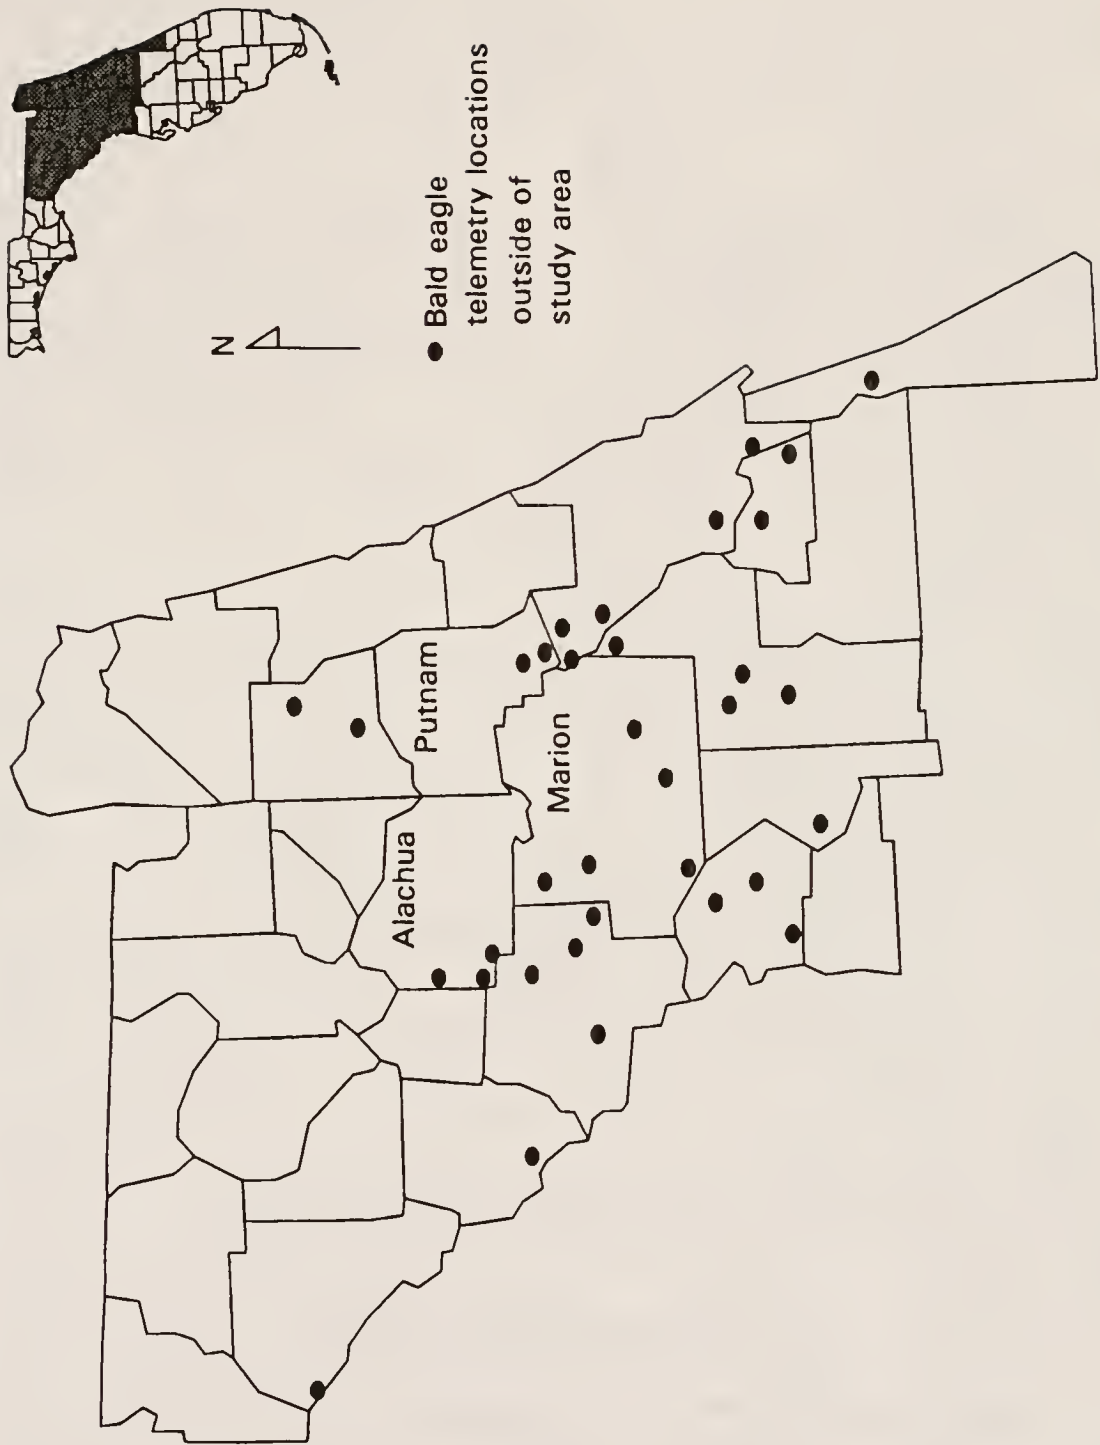 N
● Bald eagle
telemetry locations
outside of
study area
Alachua
Putnam
Marion